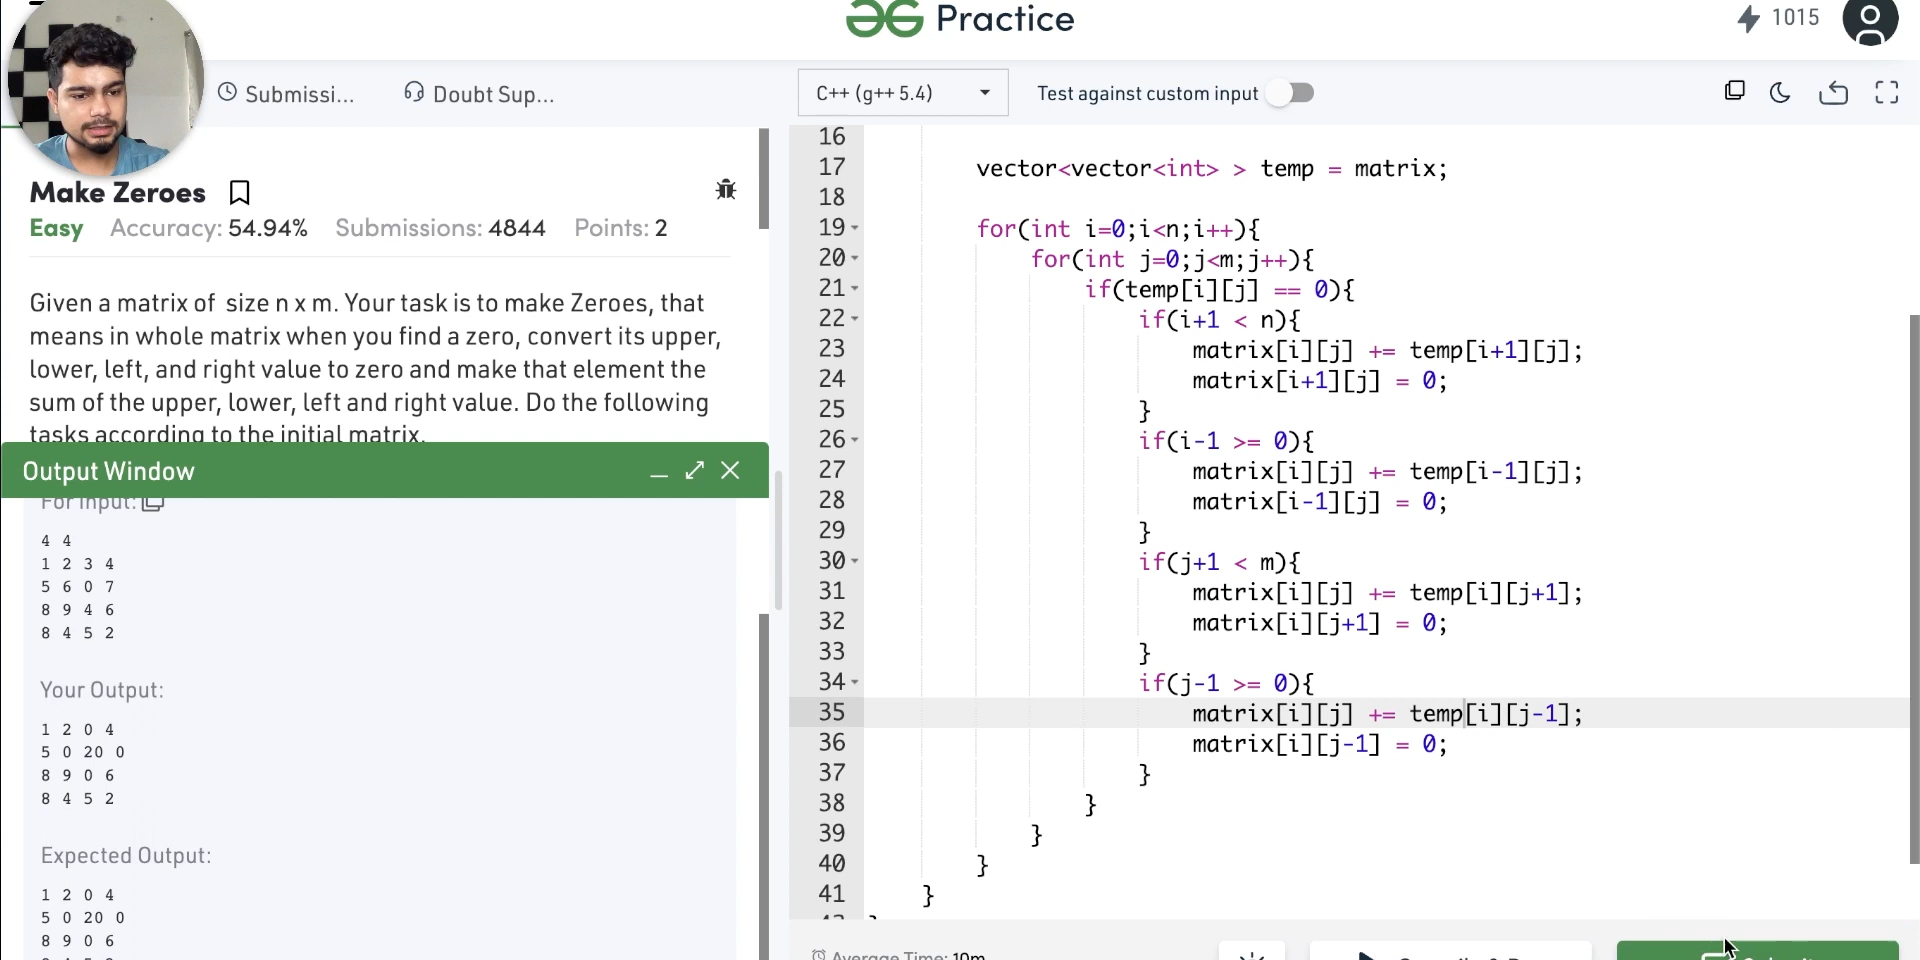 Practice
1015
Submissi...
Doubt Sup...
C++ (g++ 5.4)
Test against custom input
Make Zeroes
Easy Accuracy: 54.94% Submissions: 4844 Points: 2
Given a matrix of size n x m. Your task is to make Zeroes, that
means in whole matrix when you find a zero, convert its upper,
lower, left, and right value to zero and make that element the
sum of the upper, lower, left and right value. Do the following
tasks according to the initial matrix.
Output Window
For Input:
4 4
1 2 3 4
5 6 0 7
8 9 4 6
8 4 5 2
Your Output:
1 2 0 4
5 0 20 0
8 9 0 6
8 4 5 2
Expected Output:
1 2 0 4
5 0 20 0
8 9 0 6
16
17 vector<vector<int> > temp = matrix;
18
19 for(int i=0;i<n;i++){
20 for(int j=0;j<m;j++){
21 if(temp[i][j] == 0){
22 if(i+1 < n){
23 matrix[i][j] += temp[i+1][j];
24 matrix[i+1][j] = 0;
25 }
26 if(i-1 >= 0){
27 matrix[i][j] += temp[i-1][j];
28 matrix[i-1][j] = 0;
29 }
30 if(j+1 < m){
31 matrix[i][j] += temp[i][j+1];
32 matrix[i][j+1] = 0;
33 }
34 if(j-1 >= 0){
35 matrix[i][j] += temp[i][j-1];
36 matrix[i][j-1] = 0;
37 }
38 }
39 }
40 }
41 }
Average Time: 10m